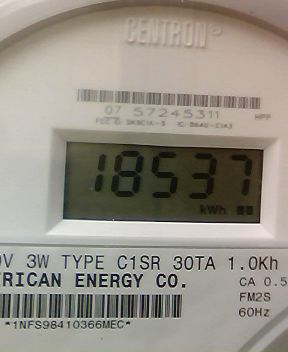 CENTRON®
07 57245311 HPP
18537
kWh
V 3W TYPE C1SR 30TA 1.0Kh
RICAN ENERGY CO. CA 0.5
FM2S
60Hz
*1NFS98410366MEC*